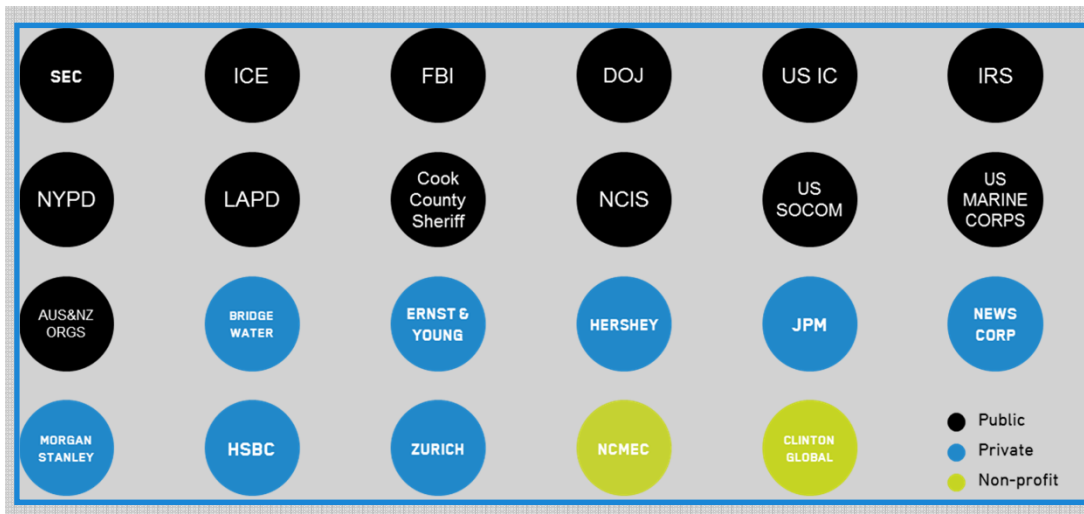 SEC
ICE
FBI
DOJ
US IC
IRS
NYPD
LAPD
Cook
County
Sheriff
NCIS
US
SOCOM
US
MARINE
CORPS
AUS&NZ
ORGS
BRIDGE
WATER
ERNST &
YOUNG
HERSHEY
JPM
NEWS
CORP
MORGAN
STANLEY
HSBC
ZURICH
NCMEC
CLINTON
GLOBAL
Public
Private
Non-profit